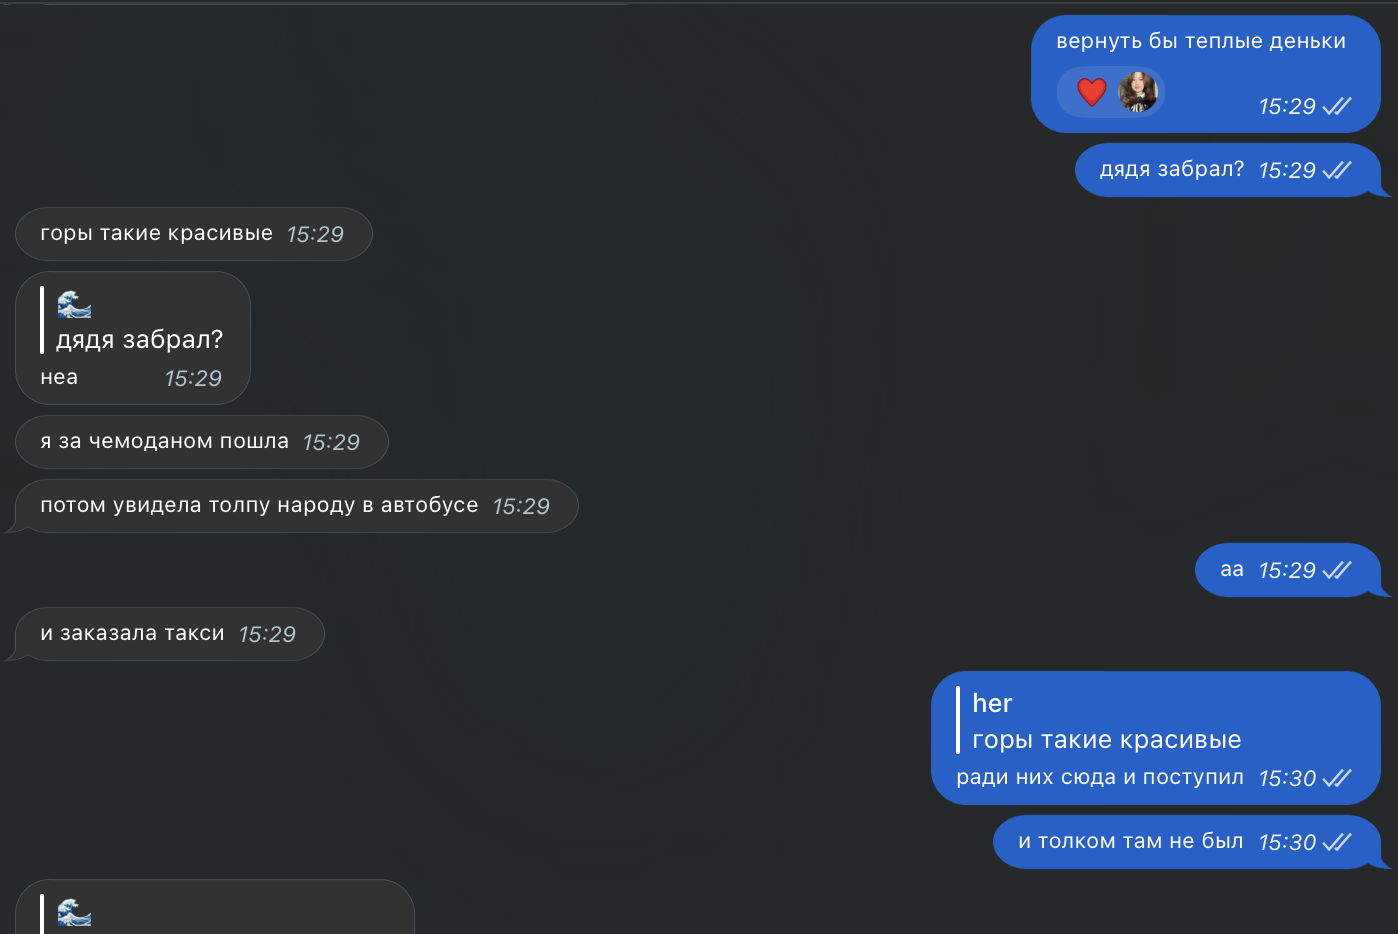 вернуть бы теплые деньки
❤️ 15:29
дядя забрал? 15:29
горы такие красивые 15:29
🌊
дядя забрал?
неа 15:29
я за чемоданом пошла 15:29
потом увидела толпу народу в автобусе 15:29
аа 15:29
и заказала такси 15:29
her
горы такие красивые
ради них сюда и поступил 15:30
и толком там не был 15:30
🌊